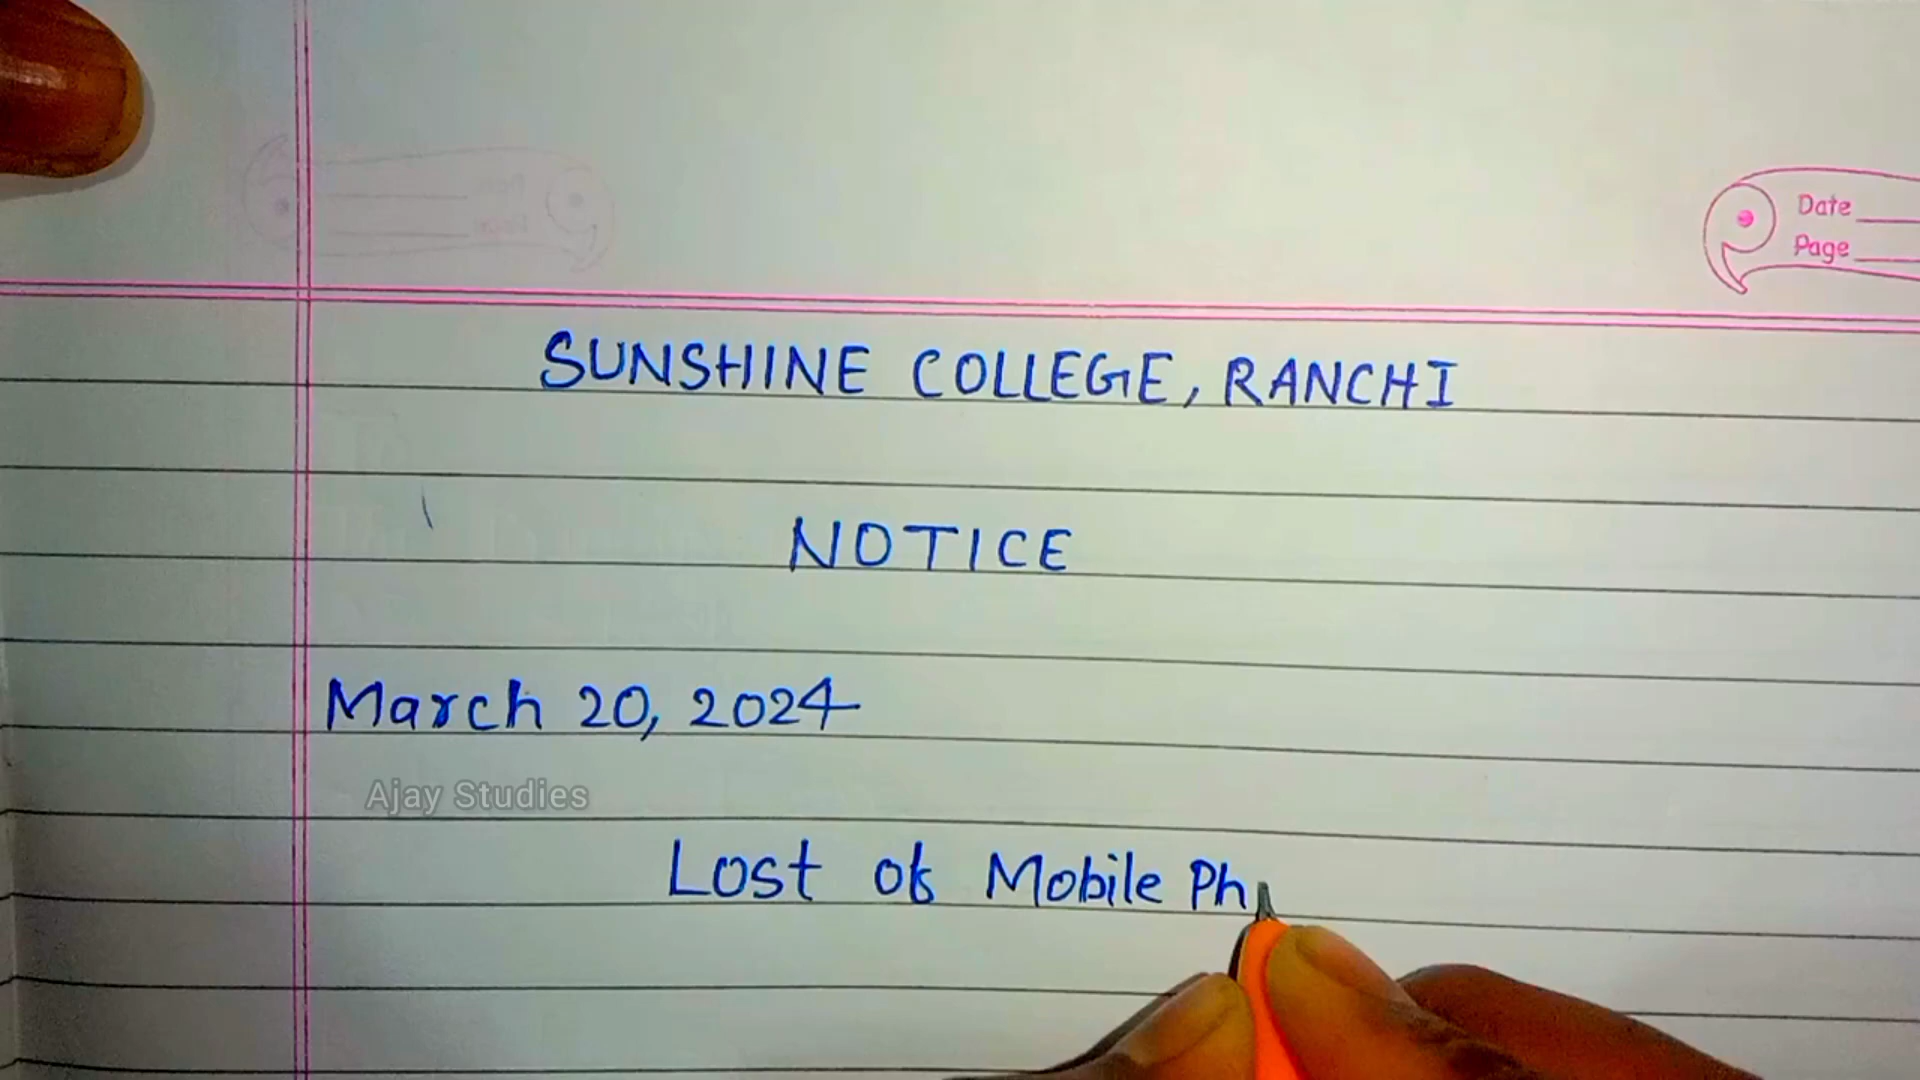 Date
Page
SUNSHINE COLLEGE, RANCHI
NOTICE
March 20, 2024
Ajay Studies
Lost of Mobile Ph